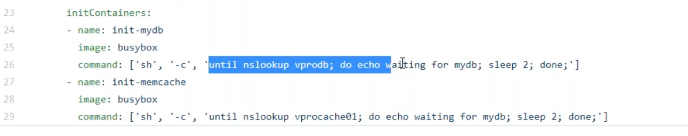 23 initContainers:
24 - name: init-mydb
25 image: busybox
26 command: ['sh', '-c', 'until nslookup vprodb; do echo waiting for mydb; sleep 2; done;']
27 - name: init-memcache
28 image: busybox
29 command: ['sh', '-c', 'until nslookup vprocache01; do echo waiting for mydb; sleep 2; done;']